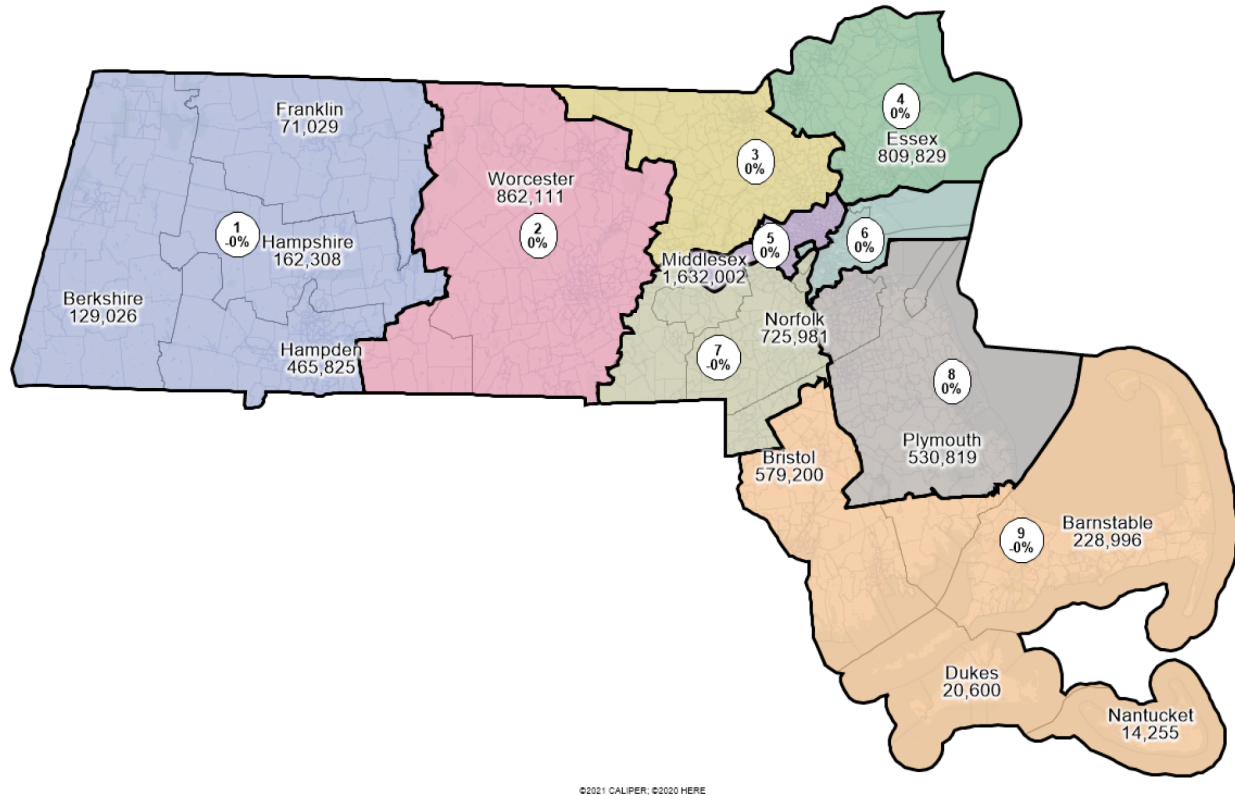 4
0%
Essex
809,829
Franklin
71,029
3
0%
Worcester
862,111
1
-0%
2
0%
Hampshire
162,308
5
0%
6
0%
Middlesex
1,632,002
Berkshire
129,026
Norfolk
725,981
Hampden
465,825
7
-0%
8
0%
Plymouth
530,819
Bristol
579,200
Barnstable
228,996
9
-0%
Dukes
20,600
Nantucket
14,255
©2021 CALIPER; ©2020 HERE